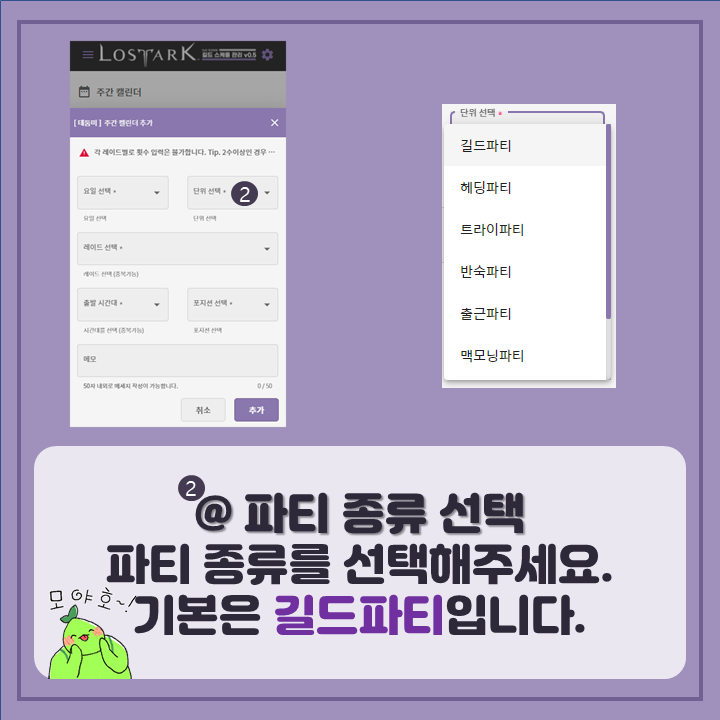 LOSTARK
길드 스케줄 관리 v0.5
주간 캘린더
[ 태움미 ] 주간 캘린더 추가
각 레이드별로 횟수 입력은 불가합니다. Tip. 2수이상인 경우 ...
요일 선택 *
단위 선택 *
2
요일 선택
단위 선택
레이드 선택 *
레이드 선택 (중복가능)
출발 시간대 *
포지션 선택 *
시간대를 선택 (중복가능)
포지션 선택
메모
50자 내외로 메세지 작성이 가능합니다.
0 / 50
취소
추가
단위 선택 *
길드파티
헤딩파티
트라이파티
반숙파티
출근파티
맥모닝파티
2
@ 파티 종류 선택
파티 종류를 선택해주세요.
기본은 길드파티입니다.
모야호~!